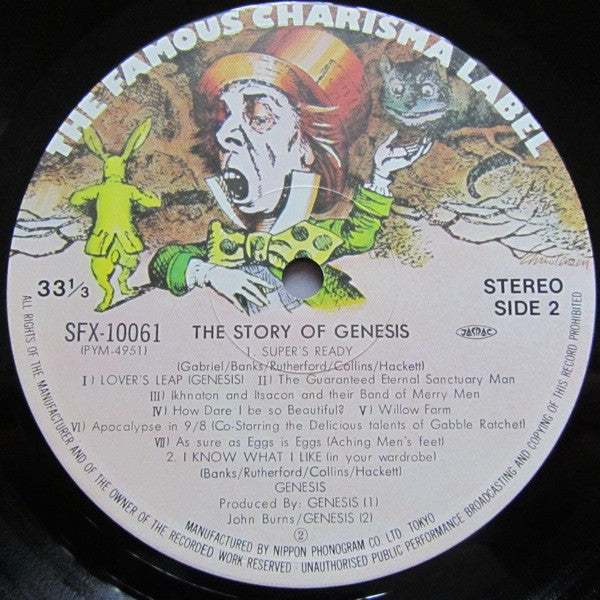 THE FAMOUS CHARISMA LABEL
33 1/3
STEREO
SIDE 2
JASRAC
SFX-10061
(PYM-4951)
THE STORY OF GENESIS
1. SUPER'S READY
(Gabriel/Banks/Rutherford/Collins/Hackett)
I) LOVER'S LEAP (GENESIS) II) The Guaranteed Eternal Sanctuary Man
III) Ikhnaton and Itsacon and their Band of Merry Men
IV) How Dare I be so Beautiful? V) Willow Farm
VI) Apocalypse in 9/8 (Co-Starring the Delicious talents of Gabble Ratchet)
VII) As sure as Eggs is Eggs (Aching Men's feet)
2. I KNOW WHAT I LIKE (in your wardrobe)
(Banks/Rutherford/Collins/Hackett)
GENESIS
Produced By: GENESIS (1)
John Burns/GENESIS (2)
②
MANUFACTURED BY NIPPON PHONOGRAM CO. LTD. TOKYO
ALL RIGHTS OF THE MANUFACTURER AND OF THE OWNER OF THE RECORDED WORK RESERVED · UNAUTHORISED PUBLIC PERFORMANCE BROADCASTING AND COPYING OF THIS RECORD PROHIBITED